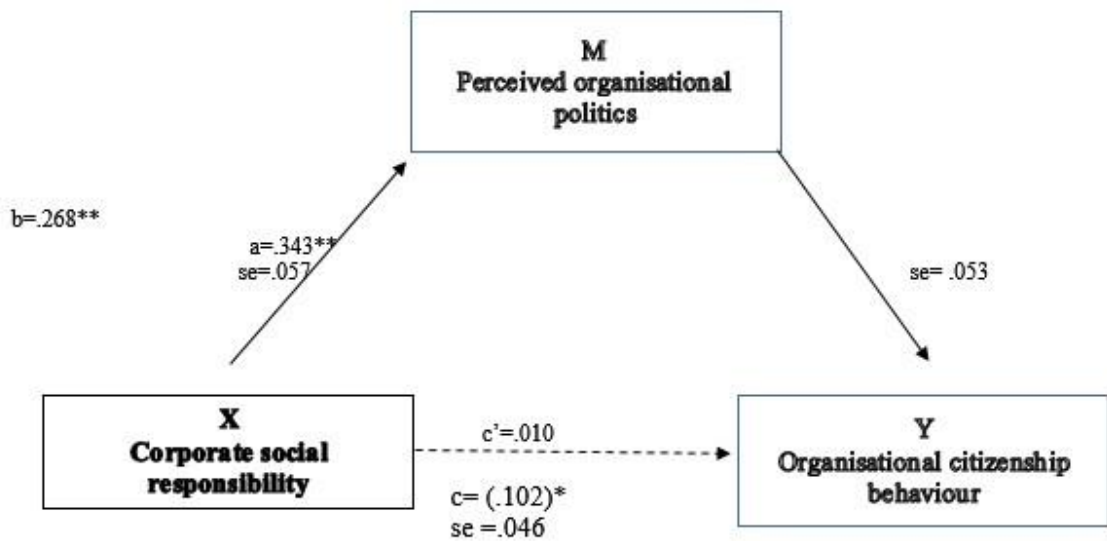 M
Perceived organisational
politics
b=.268**
a=.343**
se=.057
se= .053
X
Corporate social
responsibility
c’=.010
c= (.102)*
se =.046
Y
Organisational citizenship
behaviour